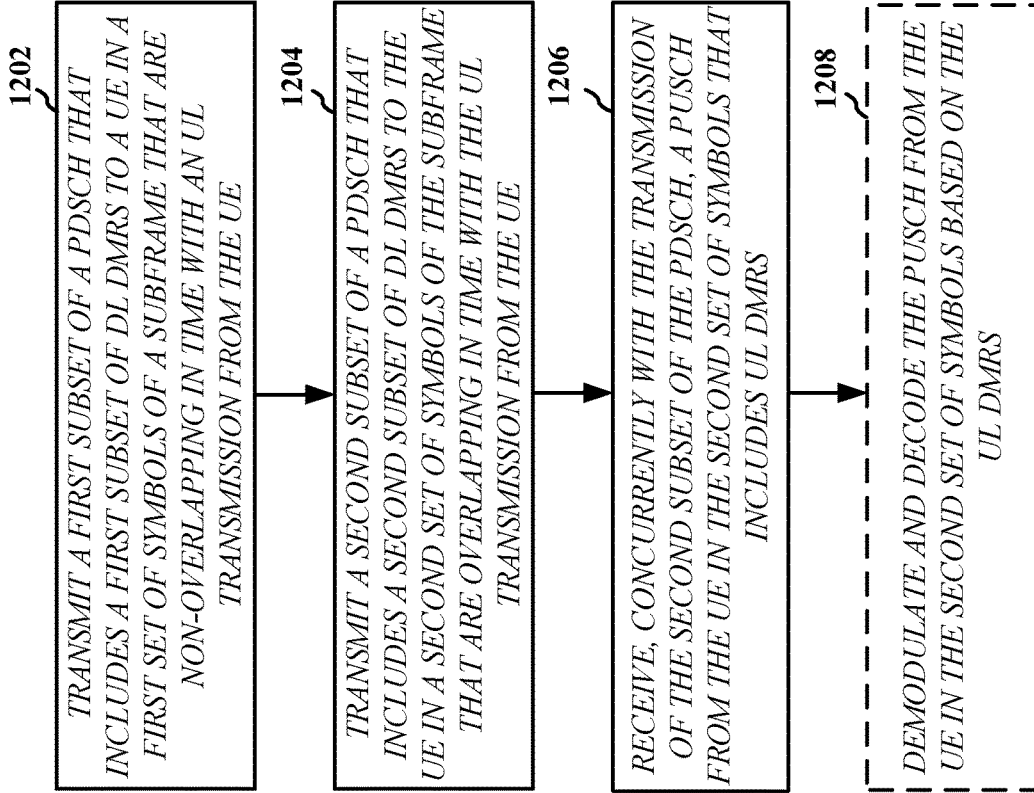 1202
TRANSMIT A FIRST SUBSET OF A PDSCH THAT
INCLUDES A FIRST SUBSET OF DL DMRS TO A UE IN A
FIRST SET OF SYMBOLS OF A SUBFRAME THAT ARE
NON-OVERLAPPING IN TIME WITH AN UL
TRANSMISSION FROM THE UE
1204
TRANSMIT A SECOND SUBSET OF A PDSCH THAT
INCLUDES A SECOND SUBSET OF DL DMRS TO THE
UE IN A SECOND SET OF SYMBOLS OF THE SUBFRAME
THAT ARE OVERLAPPING IN TIME WITH THE UL
TRANSMISSION FROM THE UE
1206
RECEIVE, CONCURRENTLY WITH THE TRANSMISSION
OF THE SECOND SUBSET OF THE PDSCH, A PUSCH
FROM THE UE IN THE SECOND SET OF SYMBOLS THAT
INCLUDES UL DMRS
1208
DEMODULATE AND DECODE THE PUSCH FROM THE
UE IN THE SECOND SET OF SYMBOLS BASED ON THE
UL DMRS